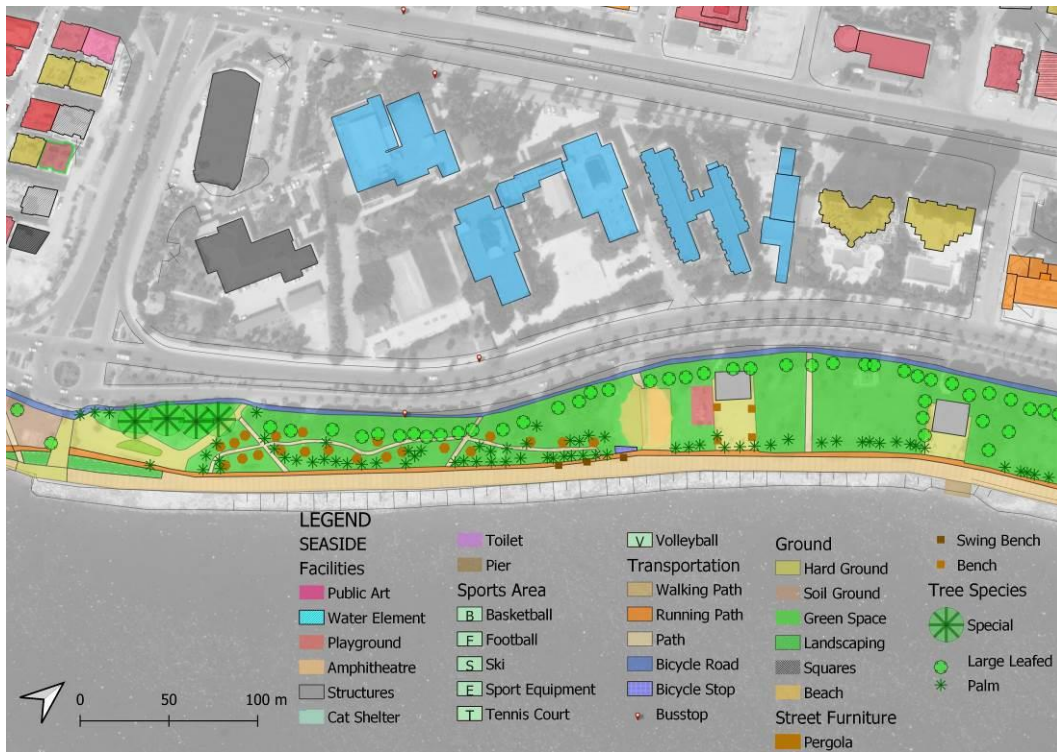 LEGEND
SEASIDE
Facilities
Public Art
Water Element
Playground
Amphitheatre
Structures
Cat Shelter
Toilet
Pier
Sports Area
B Basketball
F Football
S Ski
E Sport Equipment
T Tennis Court
V Volleyball
Transportation
Walking Path
Running Path
Path
Bicycle Road
Bicycle Stop
Busstop
Ground
Hard Ground
Soil Ground
Green Space
Landscaping
Squares
Beach
Street Furniture
Pergola
Swing Bench
Bench
Tree Species
Special
Large Leafed
Palm
0 50 100 m